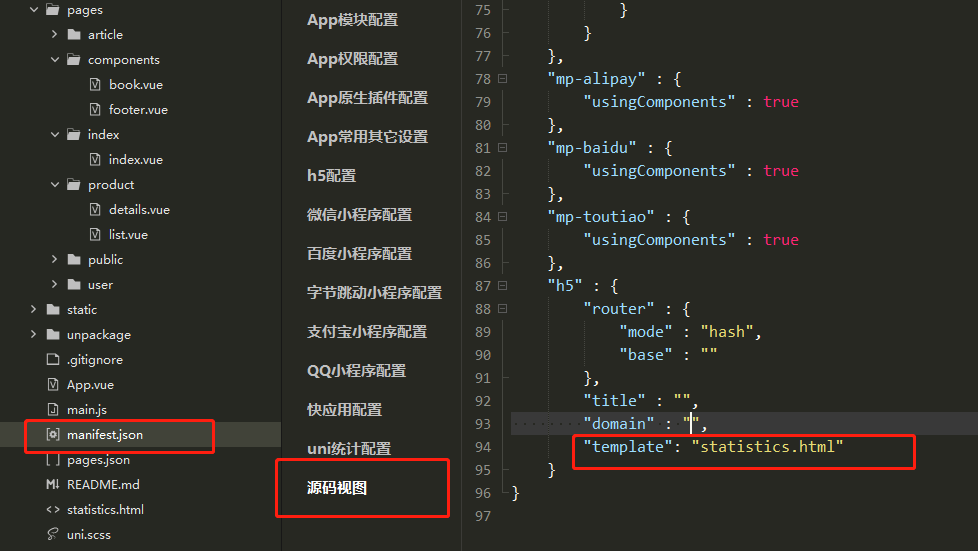 pages
article
components
book.vue
footer.vue
index
index.vue
product
details.vue
list.vue
public
user
static
unpackage
.gitignore
App.vue
main.js
manifest.json
pages.json
README.md
statistics.html
uni.scss
App模块配置
App权限配置
App原生插件配置
App常用其它设置
h5配置
微信小程序配置
百度小程序配置
字节跳动小程序配置
支付宝小程序配置
QQ小程序配置
快应用配置
uni统计配置
源码视图
75 }
76 }
77 },
78 "mp-alipay" : {
79 "usingComponents" : true
80 },
81 "mp-baidu" : {
82 "usingComponents" : true
83 },
84 "mp-toutiao" : {
85 "usingComponents" : true
86 },
87 "h5" : {
88 "router" : {
89 "mode" : "hash",
90 "base" : ""
91 },
92 "title" : "",
93 "domain" : "",
94 "template": "statistics.html"
95 }
96 }
97